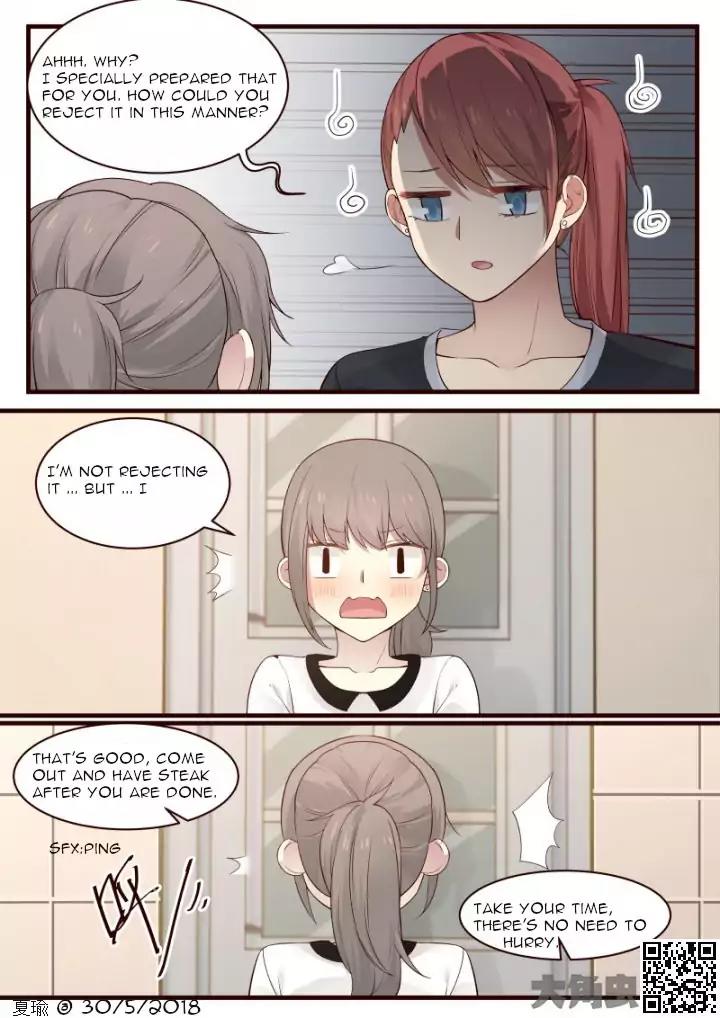 AHHH. WHY?
I SPECIALLY PREPARED THAT
FOR YOU. HOW COULD YOU
REJECT IT IN THIS MANNER?
I'M NOT REJECTING
IT ... BUT ... I
THAT'S GOOD, COME
OUT AND HAVE STEAK
AFTER YOU ARE DONE.
SFX:PING
TAKE YOUR TIME,
THERE'S NO NEED TO
HURRY.
大角虫
夏瑜 @ 30/5/2018